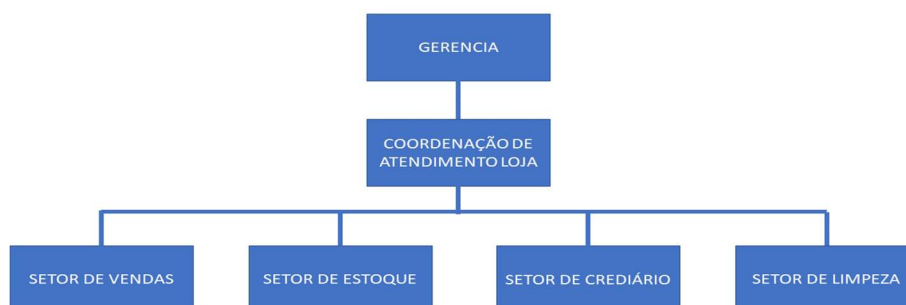 GERENCIA
COORDENAÇÃO DE
ATENDIMENTO LOJA
SETOR DE VENDAS
SETOR DE ESTOQUE
SETOR DE CREDIÁRIO
SETOR DE LIMPEZA